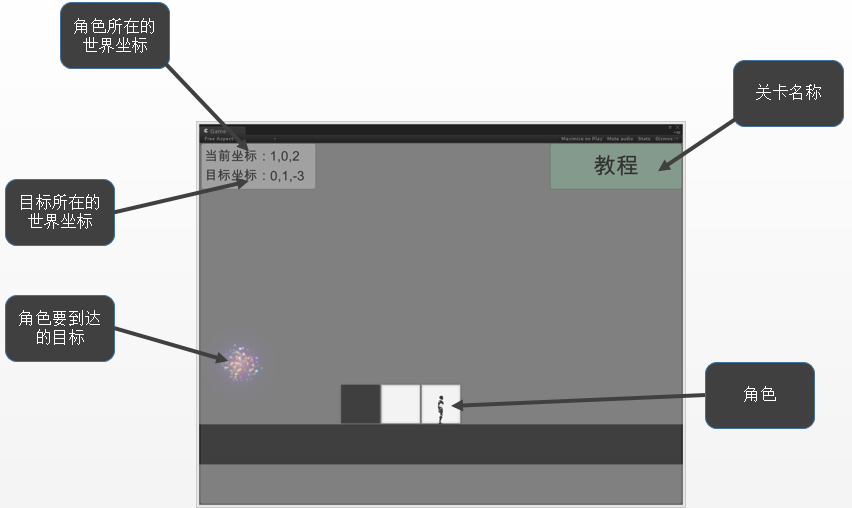 角色所在的
世界坐标
关卡名称
Game
Free Aspect
Maximize on Play Mute audio Stats Gizmos
当前坐标：1,0,2
目标坐标：0,1,-3
教程
目标所在的
世界坐标
角色要到达
的目标
角色